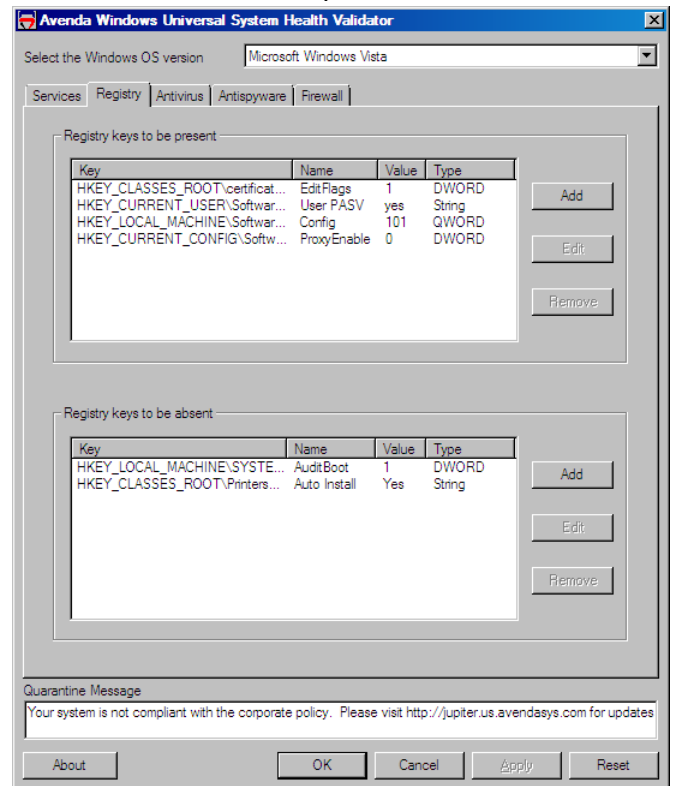 Avenda Windows Universal System Health Validator
Select the Windows OS version Microsoft Windows Vista
Services Registry Antivirus Antispyware Firewall
Registry keys to be present
Key Name Value Type
HKEY_CLASSES_ROOT\certificat... EditFlags 1 DWORD
HKEY_CURRENT_USER\Softwar... User PASV yes String
HKEY_LOCAL_MACHINE\Softwar... Config 101 QWORD
HKEY_CURRENT_CONFIG\Softw... ProxyEnable 0 DWORD
Add
Edit
Remove
Registry keys to be absent
Key Name Value Type
HKEY_LOCAL_MACHINE\SYSTE... AuditBoot 1 DWORD
HKEY_CLASSES_ROOT\Printers... Auto Install Yes String
Add
Edit
Remove
Quarantine Message
Your system is not compliant with the corporate policy. Please visit http://jupiter.us.avendasys.com for updates
About OK Cancel Apply Reset